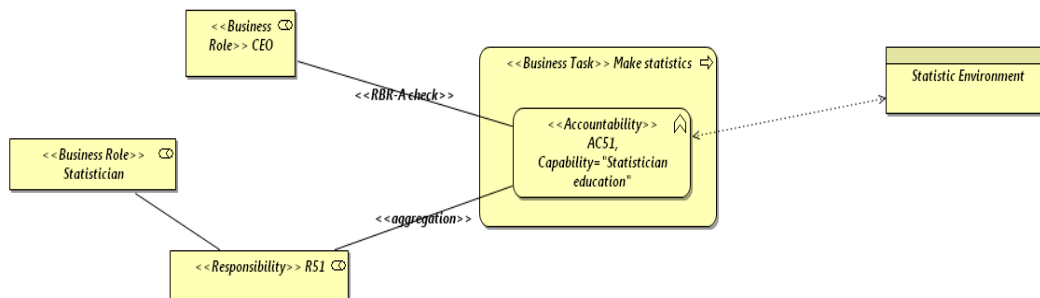 <<Business
Role>> CEO
<<Business Task>> Make statistics
Statistic Environment
<<RBR-A check>>
<<Accountability>>
AC51,
Capability="Statistician
education"
<<Business Role>>
Statistician
<<aggregation>>
<<Responsibility>> R51